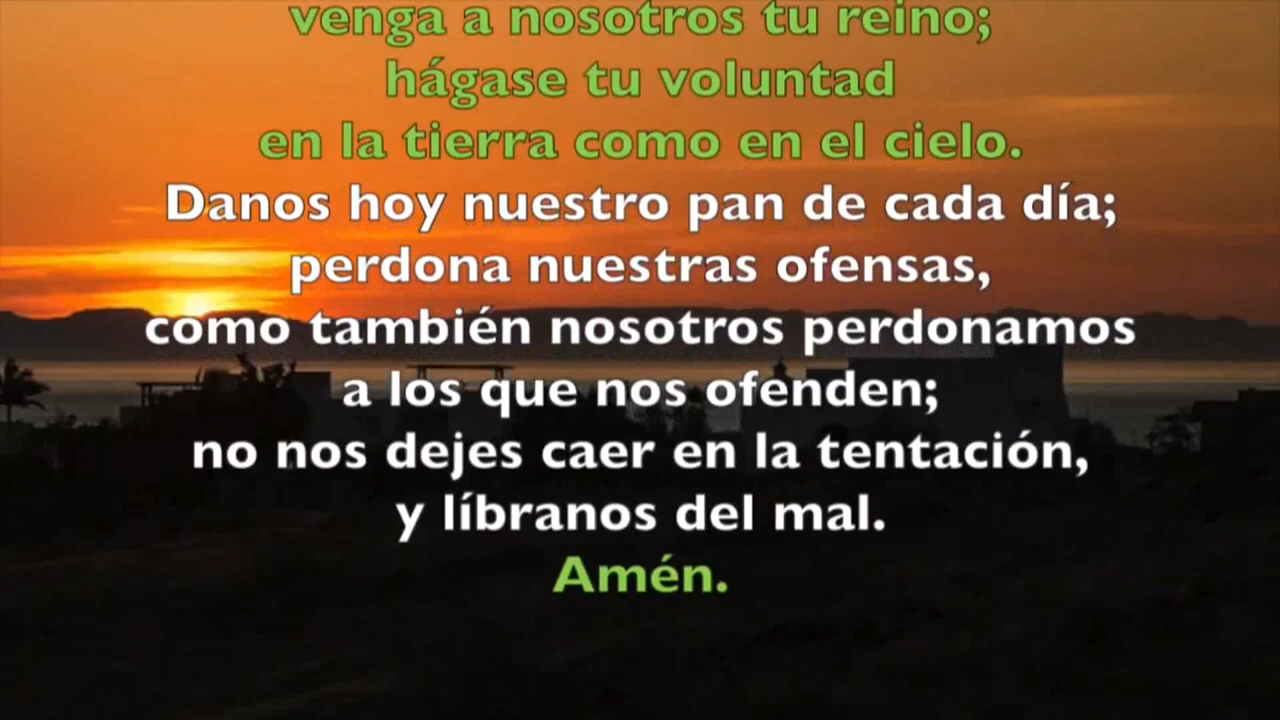 venga a nosotros tu reino;
hágase tu voluntad
en la tierra como en el cielo.
Danos hoy nuestro pan de cada día;
perdona nuestras ofensas,
como también nosotros perdonamos
a los que nos ofenden;
no nos dejes caer en la tentación,
y líbranos del mal.
Amén.